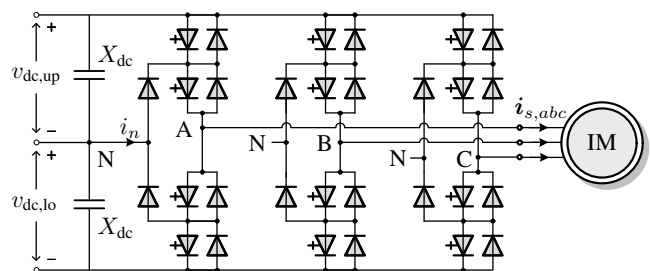 +
v_dc,up
X_dc
−
i_n
N
A
N
B
N
C
i_s,abc
IM
+
v_dc,lo
X_dc
−